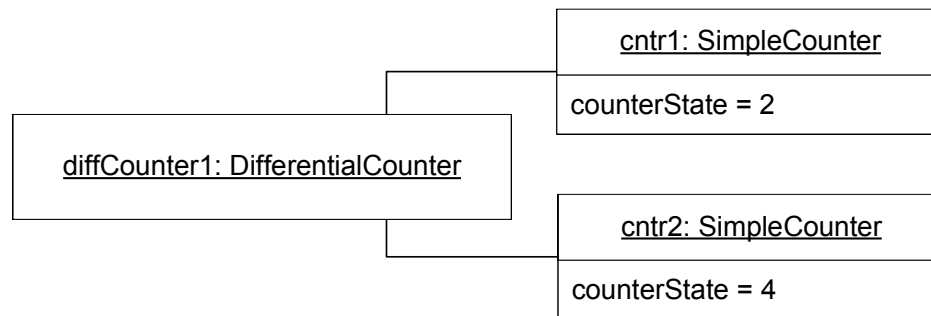 cntr1: SimpleCounter
counterState = 2
diffCounter1: DifferentialCounter
cntr2: SimpleCounter
counterState = 4